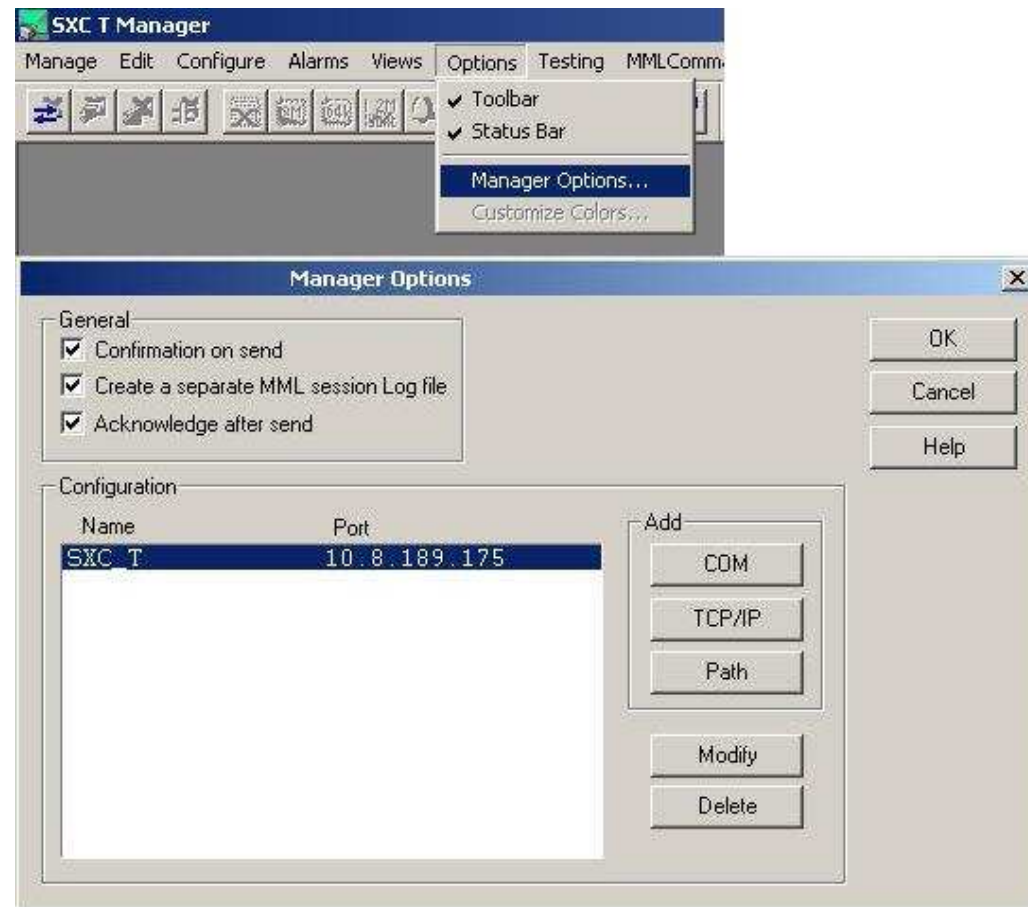 SXC T Manager
Manage Edit Configure Alarms Views Options Testing MMLComm
Toolbar
Status Bar
Manager Options...
Customize Colors...
Manager Options
General
Confirmation on send
Create a separate MML session Log file
Acknowledge after send
OK
Cancel
Help
Configuration
Name Port
SXC_T 10.8.189.175
Add
COM
TCP/IP
Path
Modify
Delete